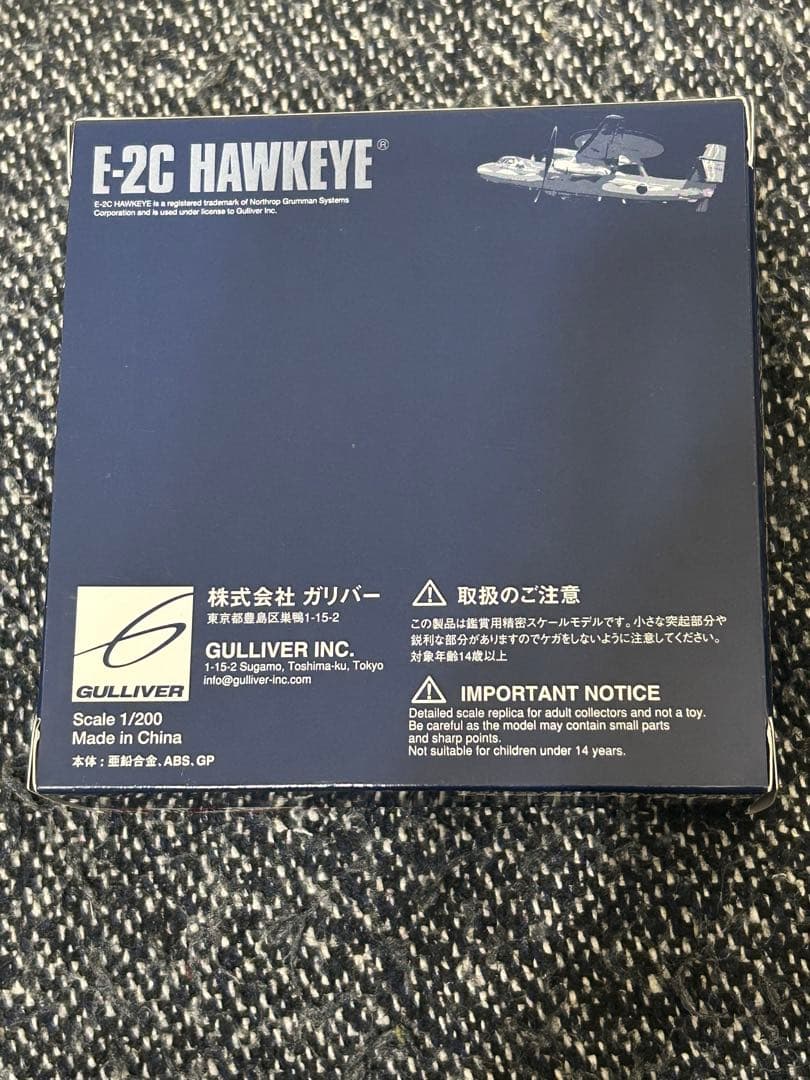 E-2C HAWKEYE®
E-2C HAWKEYE is a registered trademark of Northrop Grumman Systems
Corporation and is used under license to Gulliver Inc.
GULLIVER
株式会社 ガリバー
東京都豊島区巣鴨1-15-2
GULLIVER INC.
1-15-2 Sugamo, Toshima-ku, Tokyo
info@gulliver-inc.com
Scale 1/200
Made in China
本体：亜鉛合金、ABS、GP
取扱のご注意
この製品は鑑賞用精密スケールモデルです。小さな突起部分や
鋭利な部分がありますのでケガをしないように注意してください。
対象年齢14歳以上
IMPORTANT NOTICE
Detailed scale replica for adult collectors and not a toy.
Be careful as the model may contain small parts
and sharp points.
Not suitable for children under 14 years.